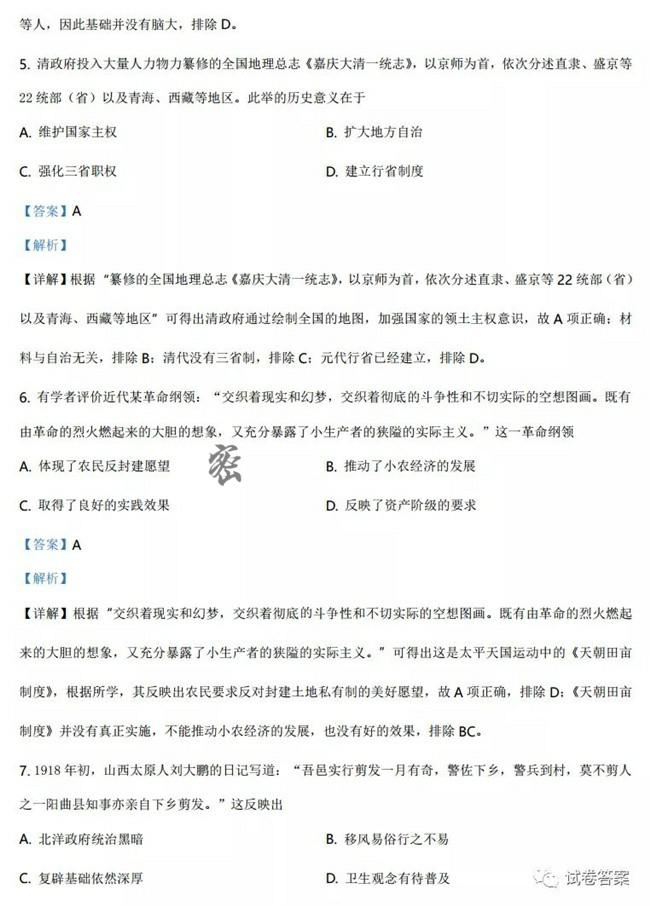 等人，因此基础并没有脑大，排除 D。
5. 清政府投入大量人力物力纂修的全国地理总志《嘉庆大清一统志》，以京师为首，依次分述直隶、盛京等
22 统部（省）以及青海、西藏等地区。此举的历史意义在于
A. 维护国家主权 B. 扩大地方自治
C. 强化三省职权 D. 建立行省制度
【答案】A
【解析】
【详解】根据“纂修的全国地理总志《嘉庆大清一统志》，以京师为首，依次分述直隶、盛京等 22 统部（省）
以及青海、西藏等地区”可得出清政府通过绘制全国的地图，加强国家的领土主权意识，故 A 项正确；材
料与自治无关，排除 B；清代没有三省制，排除 C；元代行省已经建立，排除 D。
6. 有学者评价近代某革命纲领：“交织着现实和幻梦，交织着彻底的斗争性和不切实际的空想图画。既有
由革命的烈火燃起来的大胆的想象，又充分暴露了小生产者的狭隘的实际主义。”这一革命纲领
A. 体现了农民反封建愿望 B. 推动了小农经济的发展
密
C. 取得了良好的实践效果 D. 反映了资产阶级的要求
【答案】A
【解析】
【详解】根据“交织着现实和幻梦，交织着彻底的斗争性和不切实际的空想图画。既有由革命的烈火燃起
来的大胆的想象，又充分暴露了小生产者的狭隘的实际主义。”可得出这是太平天国运动中的《天朝田亩
制度》，根据所学，其反映出农民要求反对封建土地私有制的美好愿望，故 A 项正确，排除 D；《天朝田亩
制度》并没有真正实施，不能推动小农经济的发展，也没有好的效果，排除 BC。
7. 1918 年初，山西太原人刘大鹏的日记写道：“吾邑实行剪发一月有奇，警佐下乡，警兵到村，莫不剪人
之一阳曲县知事亦亲自下乡剪发。”这反映出
A. 北洋政府统治黑暗 B. 移风易俗行之不易
C. 复辟基础依然深厚 D. 卫生观念有待普及
试卷答案